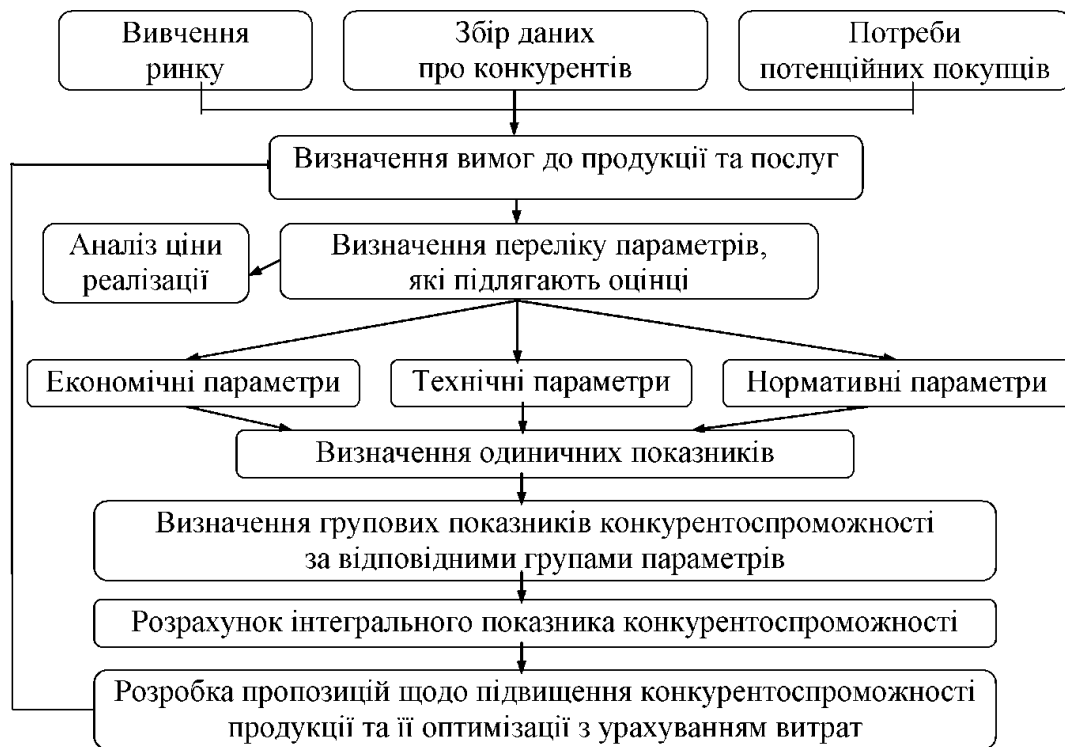 Вивчення
ринку
Збір даних
про конкурентів
Потреби
потенційних покупців
Визначення вимог до продукції та послуг
Аналіз ціни
реалізації
Визначення переліку параметрів,
які підлягають оцінці
Економічні параметри
Технічні параметри
Нормативні параметри
Визначення одиничних показників
Визначення групових показників конкурентоспроможності
за відповідними групами параметрів
Розрахунок інтегрального показника конкурентоспроможності
Розробка пропозицій щодо підвищення конкурентоспроможності
продукції та її оптимізації з урахуванням витрат